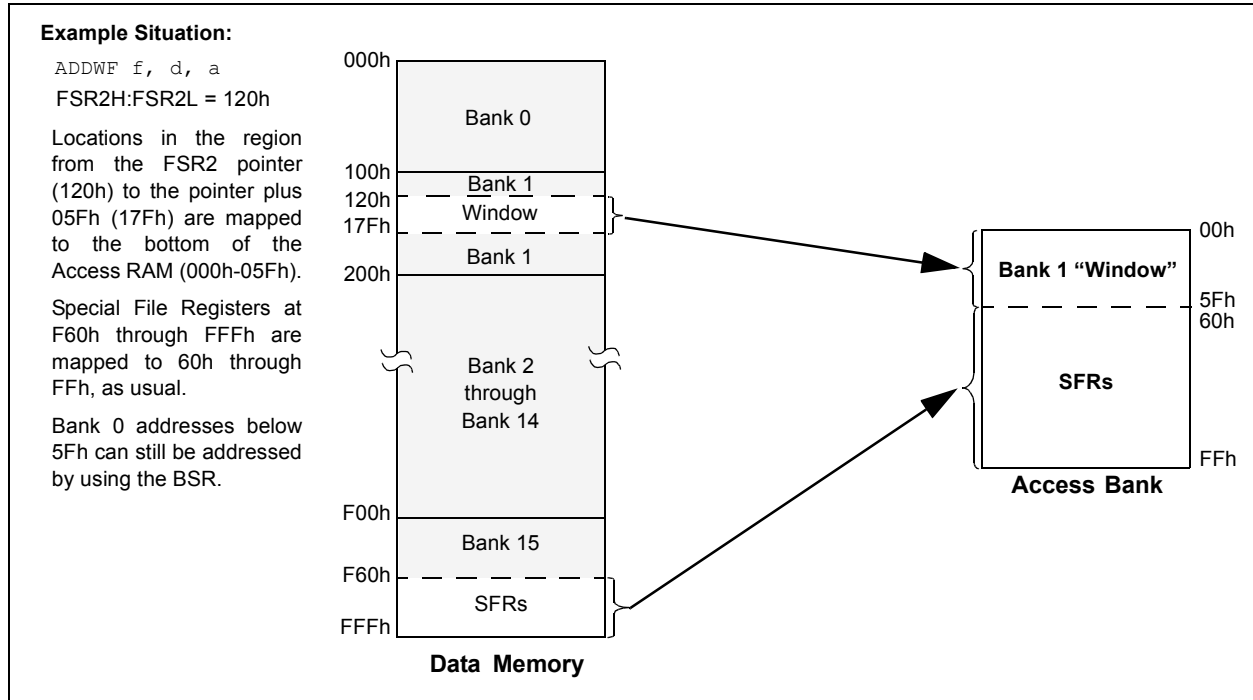 Example Situation:
ADDWF f, d, a
FSR2H:FSR2L = 120h
Locations in the region
from the FSR2 pointer
(120h) to the pointer plus
05Fh (17Fh) are mapped
to the bottom of the
Access RAM (000h-05Fh).
Special File Registers at
F60h through FFFh are
mapped to 60h through
FFh, as usual.
Bank 0 addresses below
5Fh can still be addressed
by using the BSR.
000h
Bank 0
100h
Bank 1
120h
Window
17Fh
Bank 1
200h
Bank 2
through
Bank 14
F00h
Bank 15
F60h
SFRs
FFFh
Data Memory
00h
Bank 1 “Window”
5Fh
60h
SFRs
FFh
Access Bank